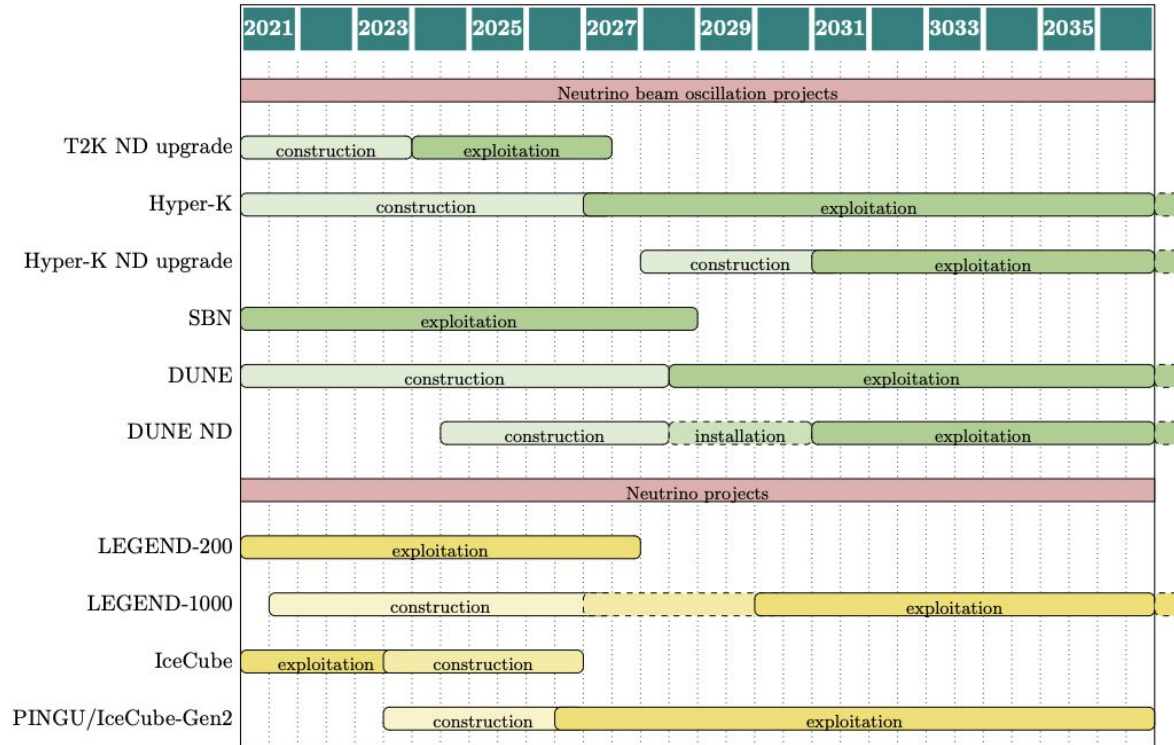 2021 2023 2025 2027 2029 2031 3033 2035
Neutrino beam oscillation projects
T2K ND upgrade construction exploitation
Hyper-K construction exploitation
Hyper-K ND upgrade construction exploitation
SBN exploitation
DUNE construction exploitation
DUNE ND construction installation exploitation
Neutrino projects
LEGEND-200 exploitation
LEGEND-1000 construction exploitation
IceCube exploitation construction
PINGU/IceCube-Gen2 construction exploitation